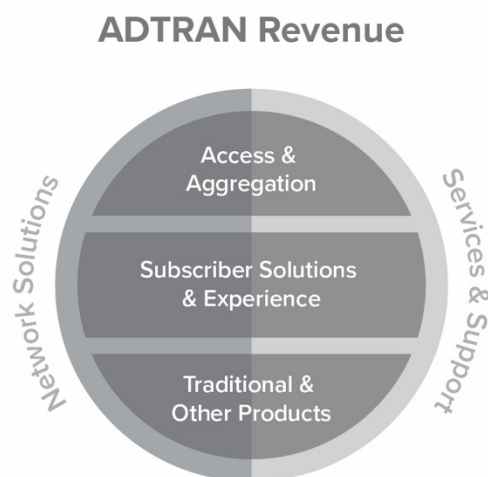 ADTRAN Revenue
Network Solutions
Access &
Aggregation
Subscriber Solutions
& Experience
Traditional &
Other Products
Services & Support